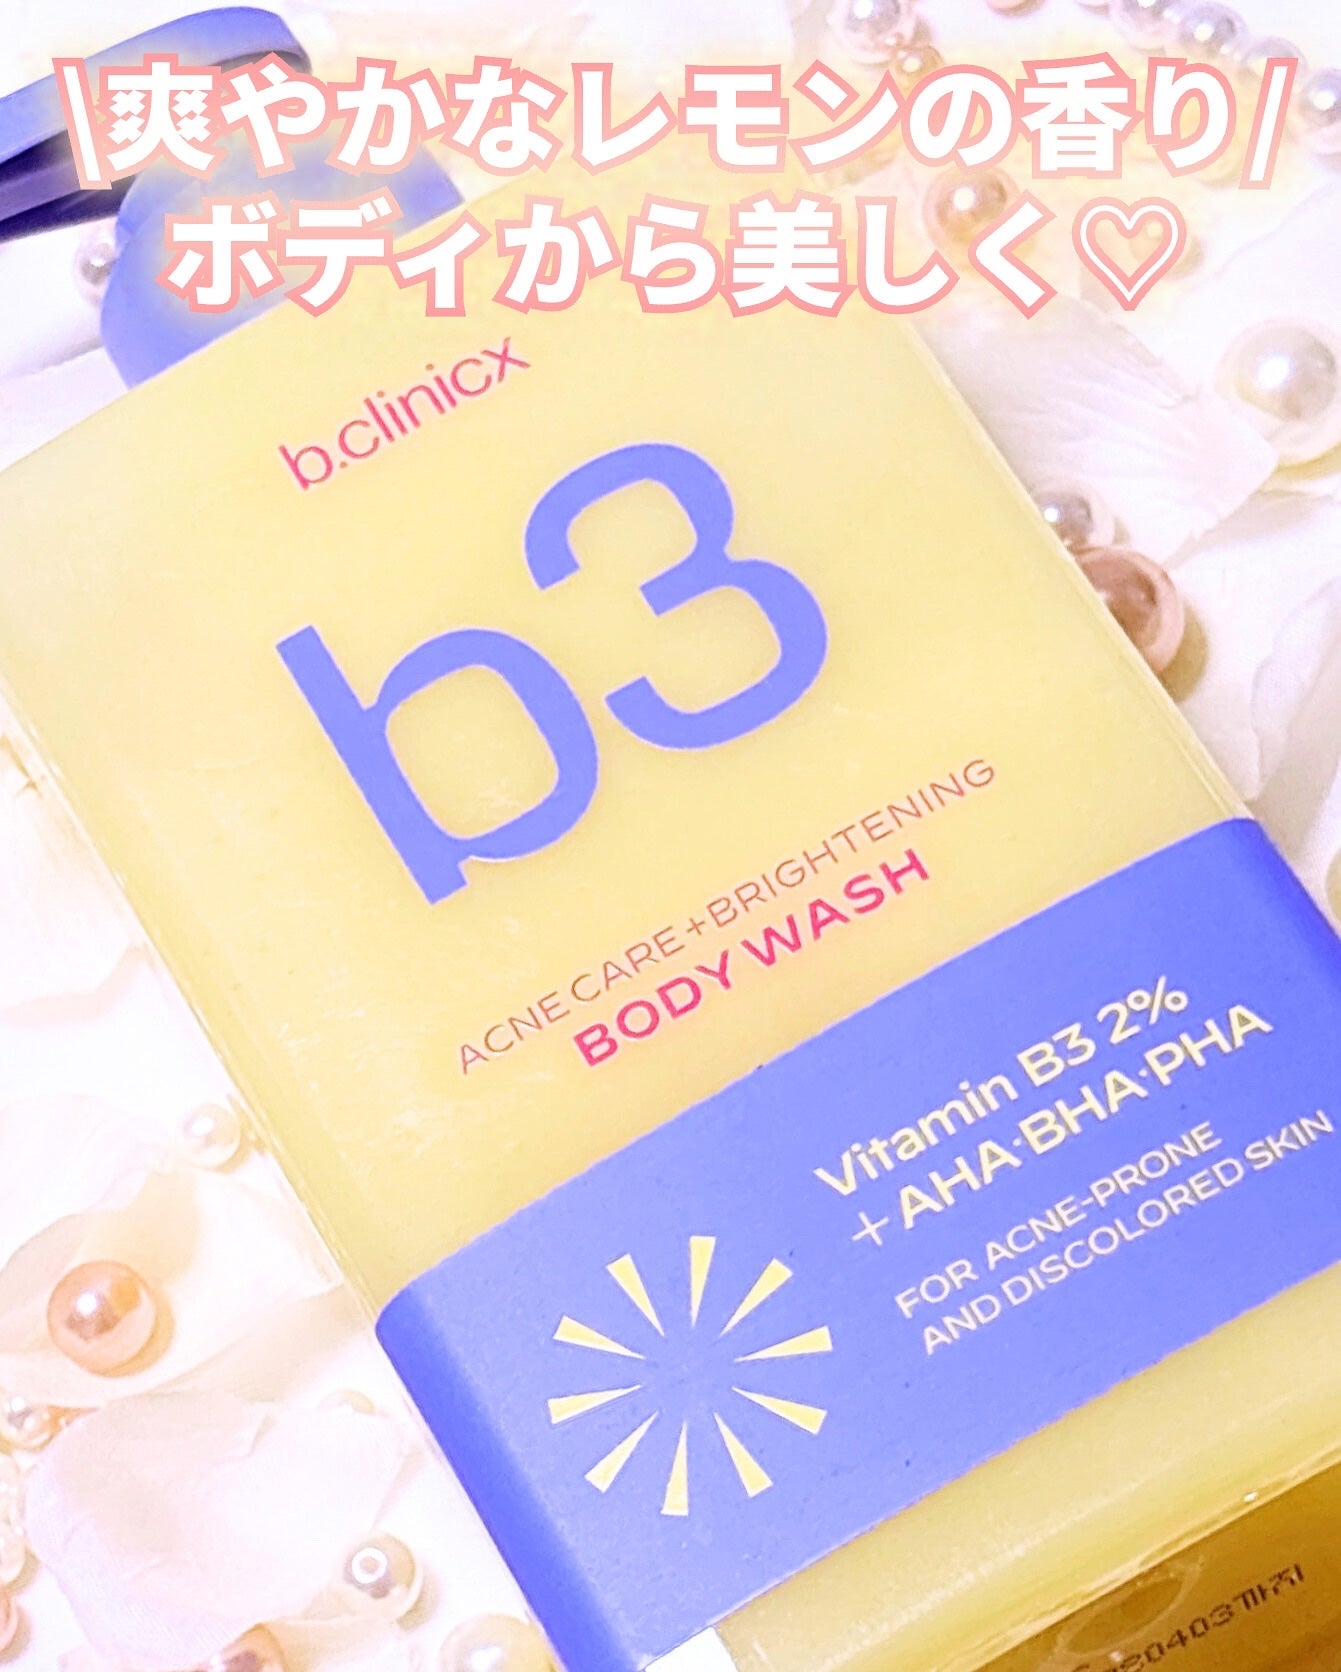 \爽やかなレモンの香り/
ボディから美しく♡
b.clinicx
b3
ACNE CARE+BRIGHTENING
BODY WASH
Vitamin B3 2%
+ AHA·BHA·PHA
FOR ACNE-PRONE
AND DISCOLORED SKIN